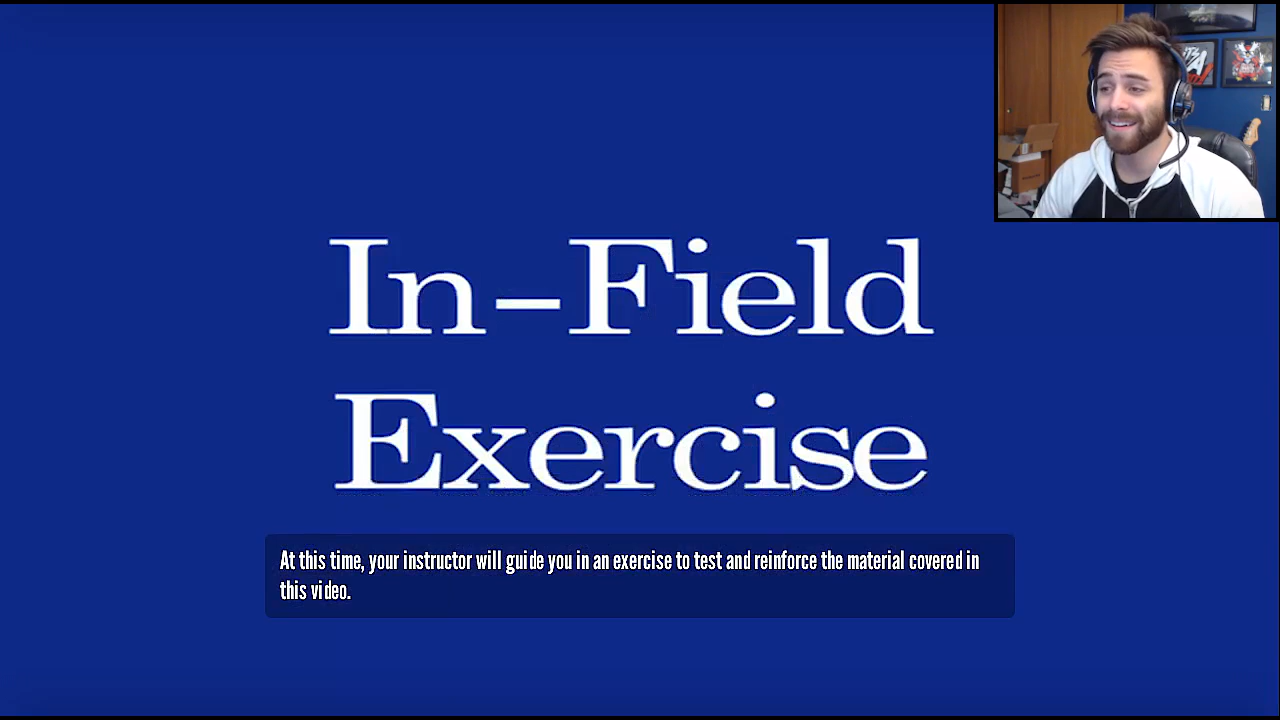 In-Field
Exercise
At this time, your instructor will guide you in an exercise to test and reinforce the material covered in
this video.